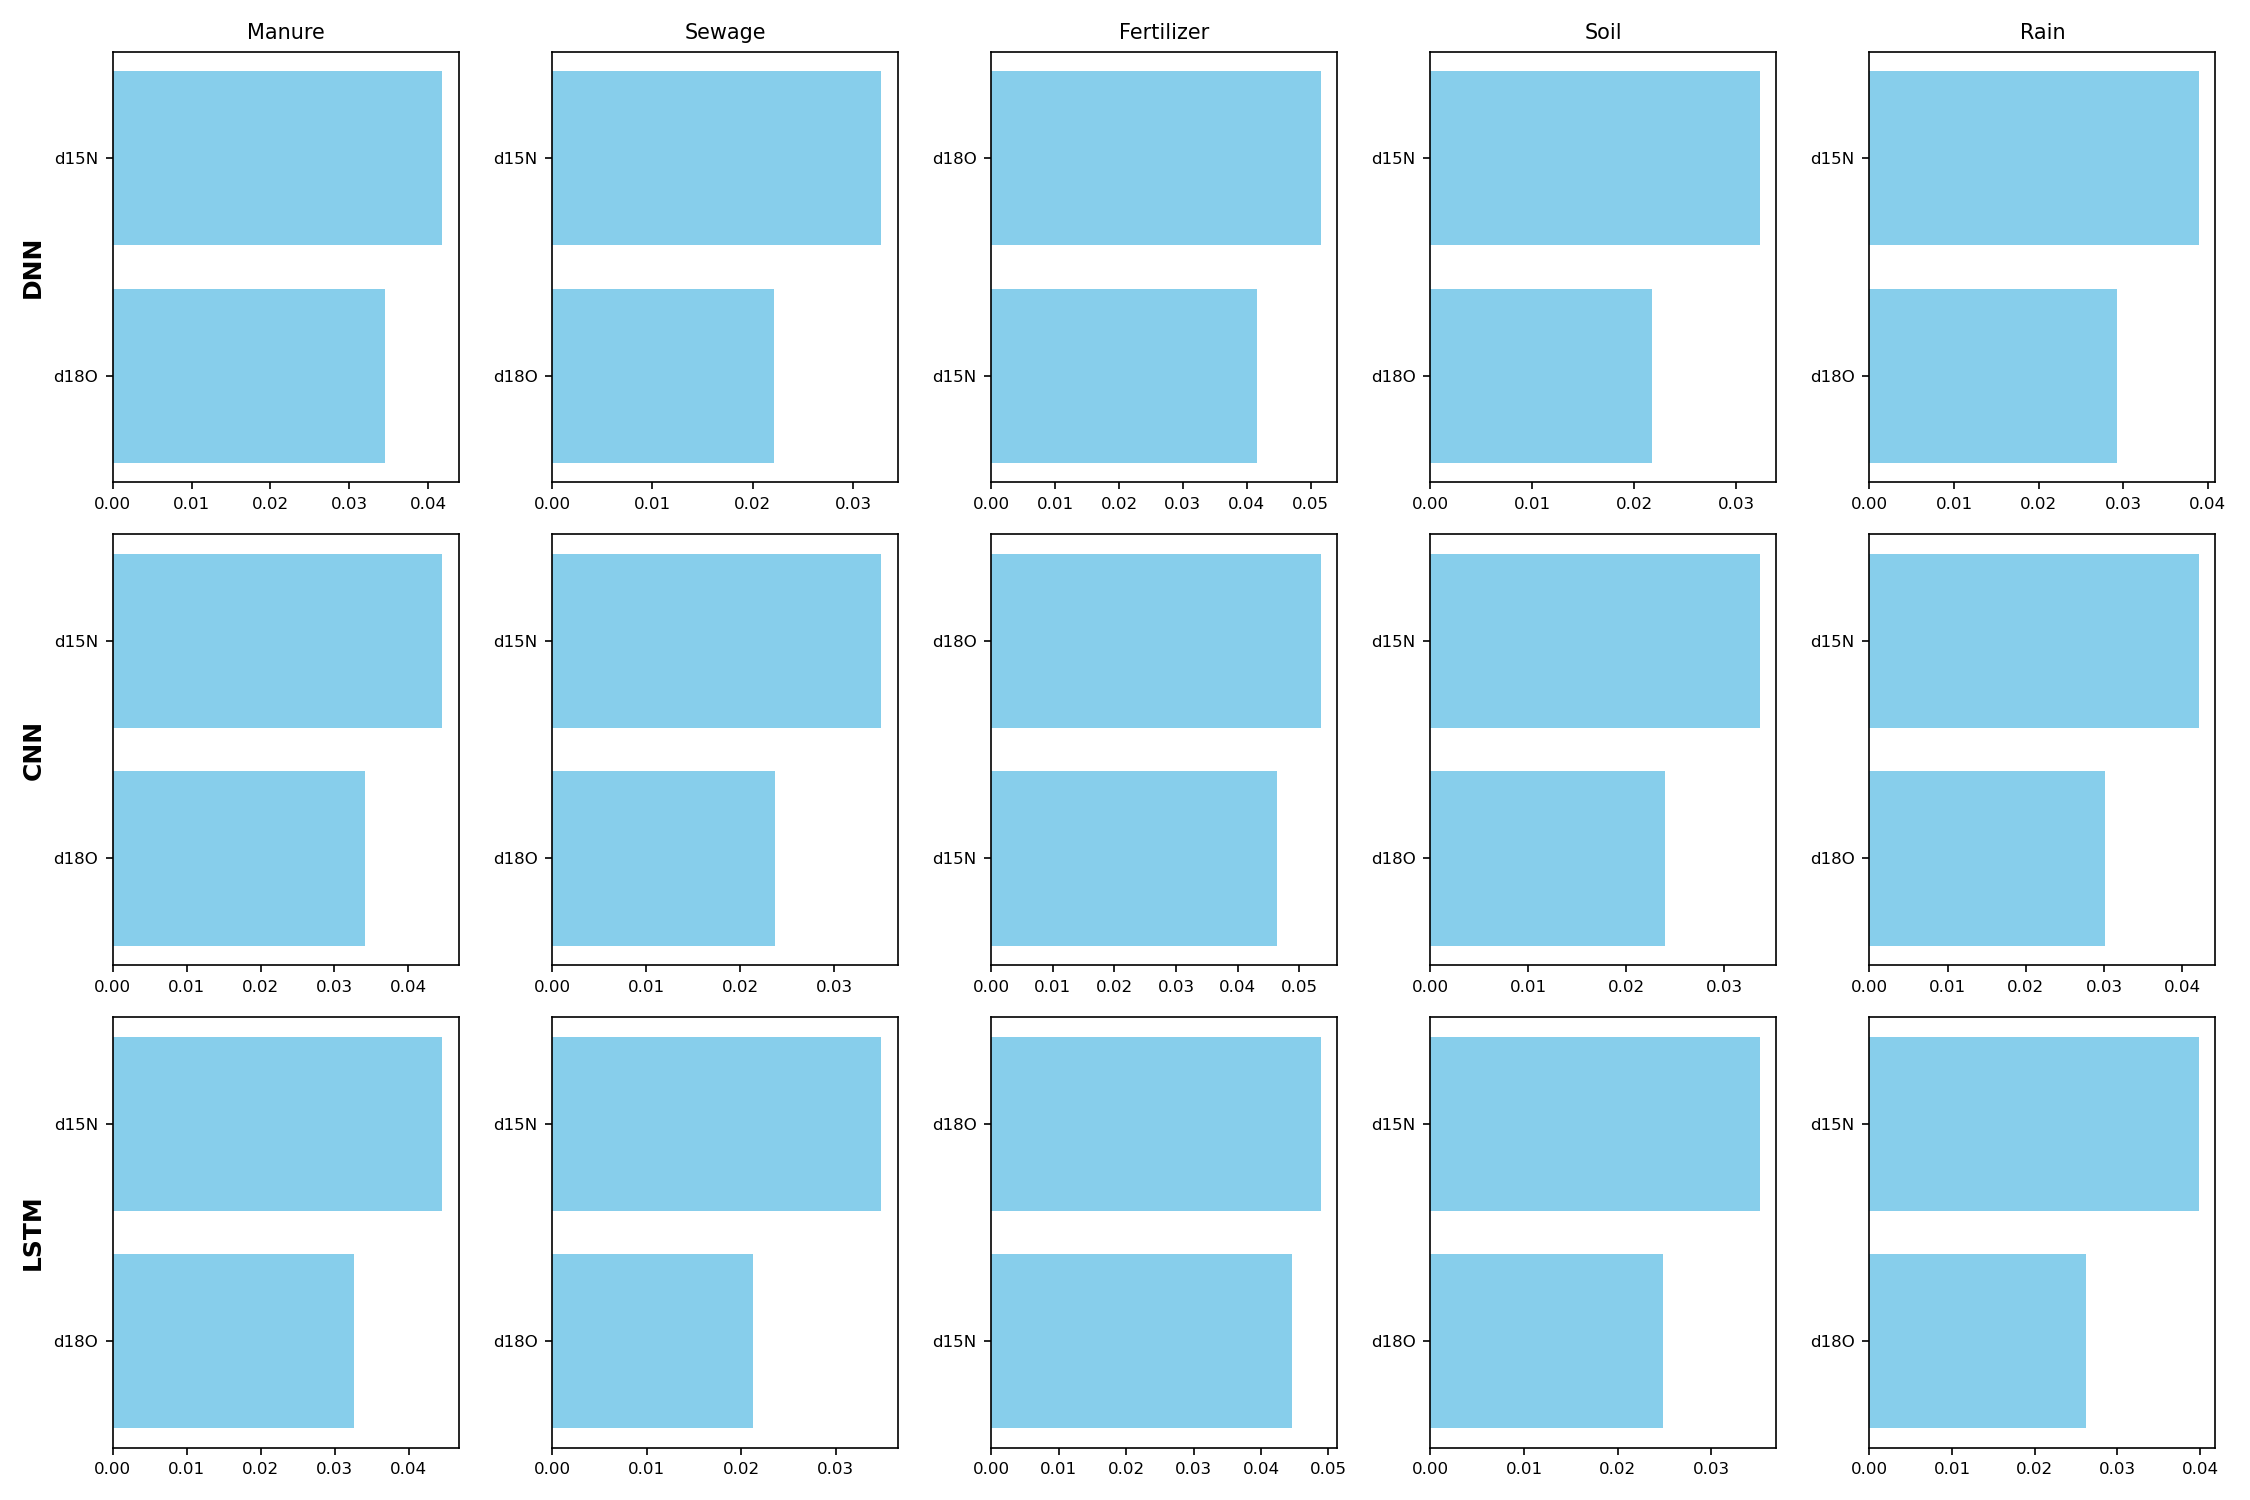 Manure Sewage Fertilizer Soil Rain
DNN
d15N d15N d18O d15N d15N
d18O d18O d15N d18O d18O
0.00 0.01 0.02 0.03 0.04 0.00 0.01 0.02 0.03 0.00 0.01 0.02 0.03 0.04 0.05 0.00 0.01 0.02 0.03 0.00 0.01 0.02 0.03 0.04
CNN
d15N d15N d18O d15N d15N
d18O d18O d15N d18O d18O
0.00 0.01 0.02 0.03 0.04 0.00 0.01 0.02 0.03 0.00 0.01 0.02 0.03 0.04 0.05 0.00 0.01 0.02 0.03 0.00 0.01 0.02 0.03 0.04
LSTM
d15N d15N d18O d15N d15N
d18O d18O d15N d18O d18O
0.00 0.01 0.02 0.03 0.04 0.00 0.01 0.02 0.03 0.00 0.01 0.02 0.03 0.04 0.05 0.00 0.01 0.02 0.03 0.00 0.01 0.02 0.03 0.04